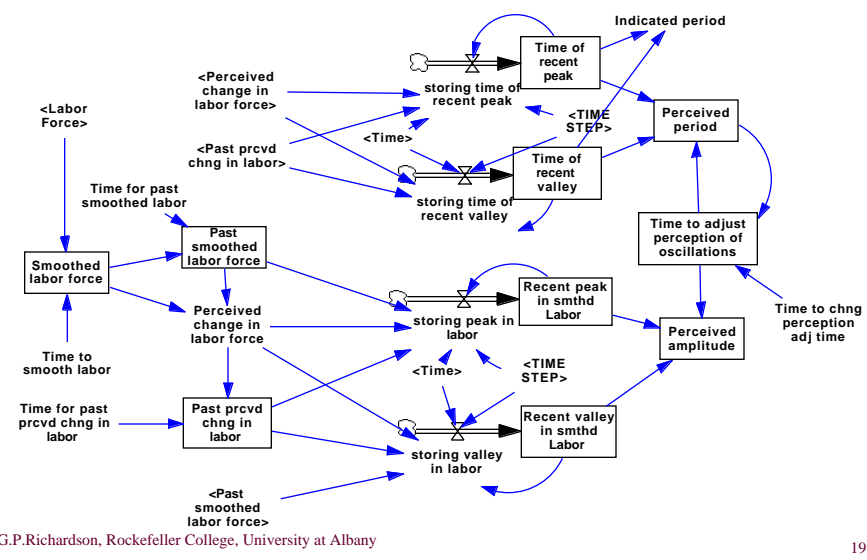 Indicated period
Time of
recent
peak
<Perceived
change in
labor force>
storing time of
recent peak
<Labor
Force>
<TIME
STEP>
Perceived
period
<Time>
<Past prcvd
chng in labor>
Time of
recent
valley
Time for past
smoothed labor
storing time of
recent valley
Past
smoothed
labor force
Time to adjust
perception of
oscillations
Smoothed
labor force
Recent peak
in smthd
Labor
Perceived
change in
labor force
storing peak in
labor
Time to chng
perception
adj time
Perceived
amplitude
Time to
smooth labor
<Time>
<TIME
STEP>
Time for past
prcvd chng in
labor
Past prcvd
chng in
labor
Recent valley
in smthd
Labor
storing valley
in labor
<Past
smoothed
labor force>
G.P.Richardson, Rockefeller College, University at Albany
19